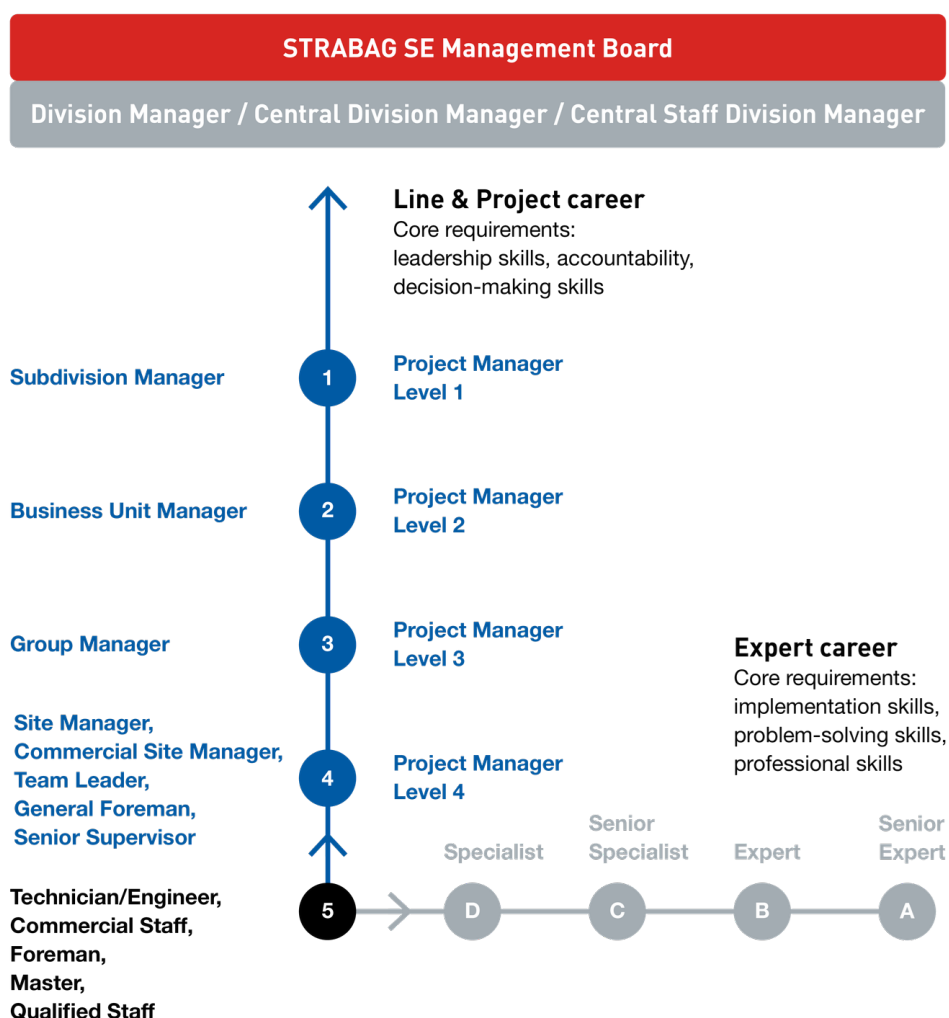 STRABAG SE Management Board
Division Manager / Central Division Manager / Central Staff Division Manager
Line & Project career
Core requirements:
leadership skills, accountability,
decision-making skills
Subdivision Manager
1
Project Manager
Level 1
Business Unit Manager
2
Project Manager
Level 2
Group Manager
3
Project Manager
Level 3
Expert career
Core requirements:
implementation skills,
problem-solving skills,
professional skills
Site Manager,
Commercial Site Manager,
Team Leader,
General Foreman,
Senior Supervisor
4
Project Manager
Level 4
Specialist
Senior
Specialist
Expert
Senior
Expert
Technician/Engineer,
Commercial Staff,
Foreman,
Master,
Qualified Staff
5
D
C
B
A